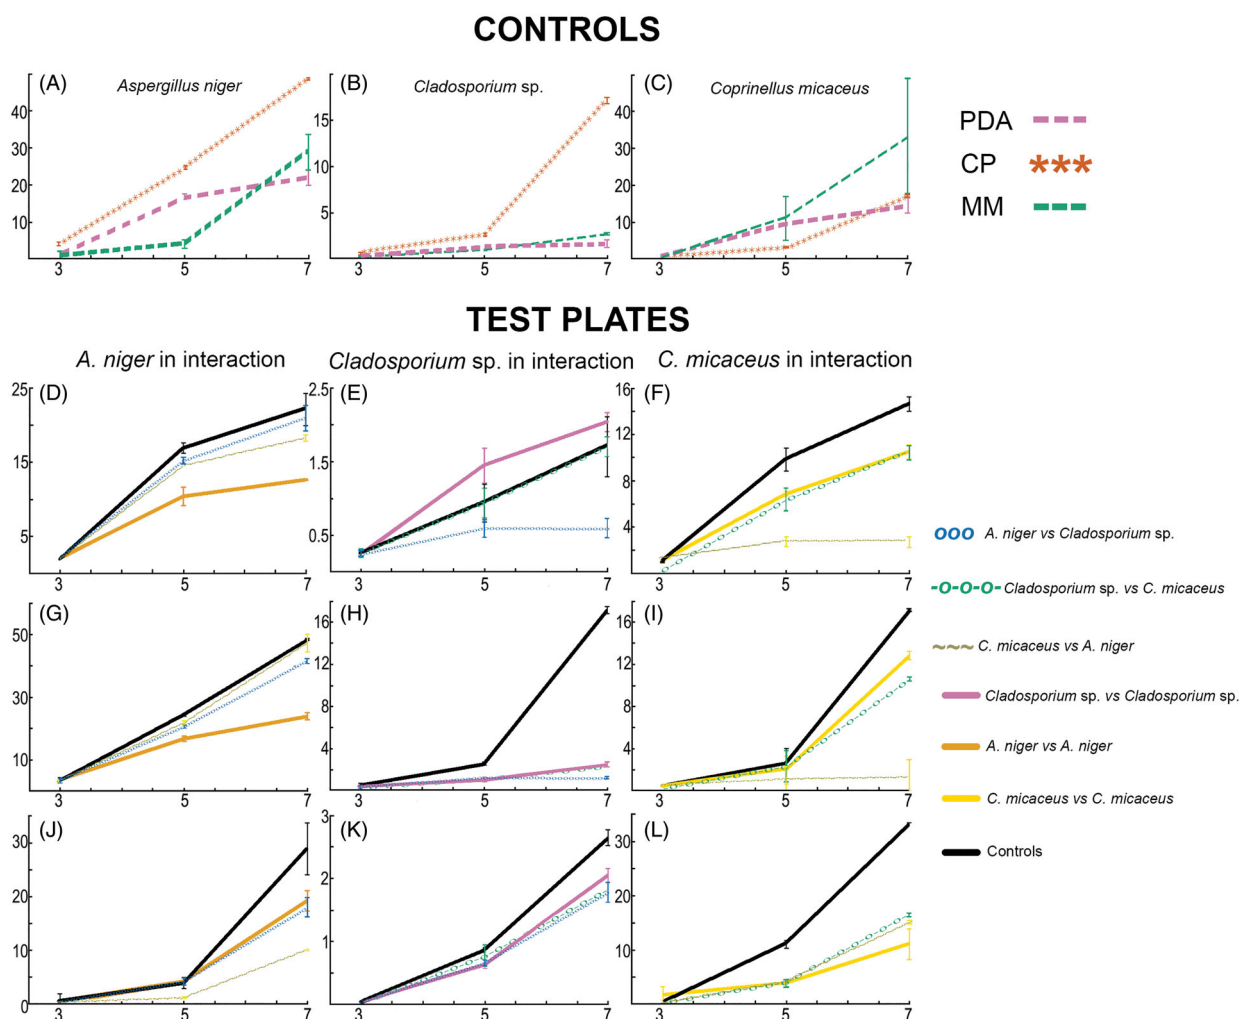 CONTROLS
(A) Aspergillus niger
40
30
20
10
3 5 7
(B) Cladosporium sp.
15
10
5
3 5 7
(C) Coprinellus micaceus
40
30
20
10
3 5 7
PDA
CP ***
MM
TEST PLATES
A. niger in interaction
Cladosporium sp. in interaction
C. micaceus in interaction
(D)
25
15
5
3 5 7
(E)
2.5
1.5
0.5
3 5 7
(F)
16
12
8
4
3 5 7
(G)
50
30
10
3 5 7
(H)
16
12
8
4
3 5 7
(I)
16
12
8
4
3 5 7
(J)
30
20
10
0
3 5 7
(K)
3
2
1
3 5 7
(L)
30
20
10
0
3 5 7
ooo A. niger vs Cladosporium sp.
-o-o-o- Cladosporium sp. vs C. micaceus
~~~ C. micaceus vs A. niger
Cladosporium sp. vs Cladosporium sp.
A. niger vs A. niger
C. micaceus vs C. micaceus
Controls